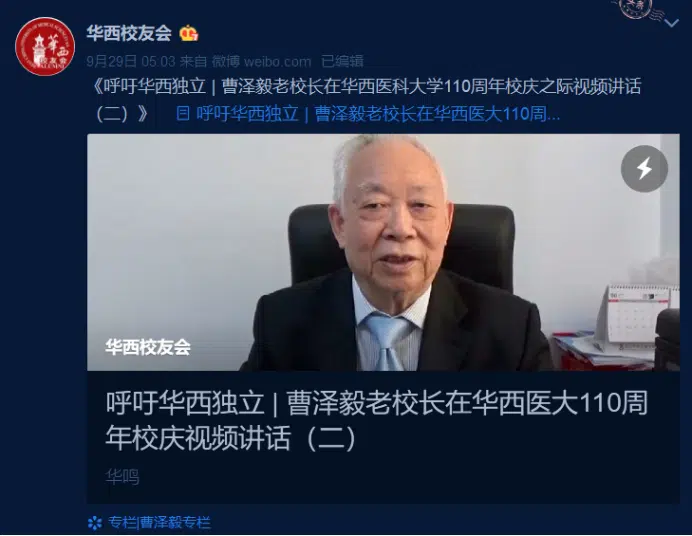 华西校友会
9月29日 05:03 来自 微博 weibo.com 已编辑
《呼吁华西独立 | 曹泽毅老校长在华西医科大学110周年校庆之际视频讲话
（二）》 呼吁华西独立 | 曹泽毅老校长在华西医大110周...
华西校友会
呼吁华西独立 | 曹泽毅老校长在华西医大110周
年校庆视频讲话（二）
华鸣
专栏|曹泽毅专栏